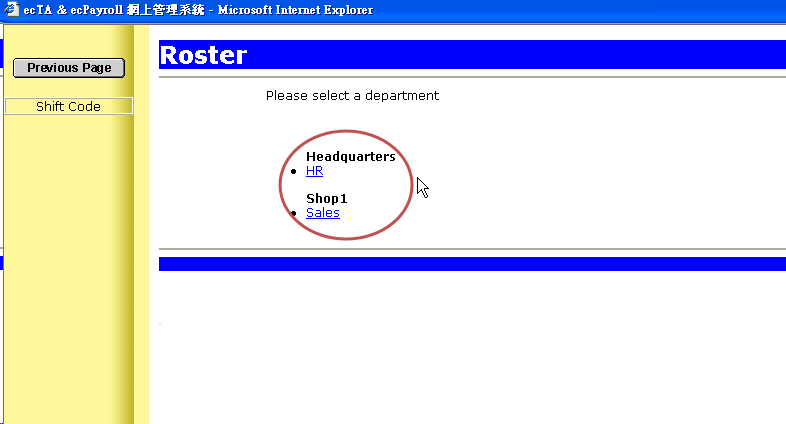 ecTA & ecPayroll 網上管理系統 - Microsoft Internet Explorer
Roster
Previous Page
Shift Code
Please select a department
Headquarters
HR
Shop1
Sales